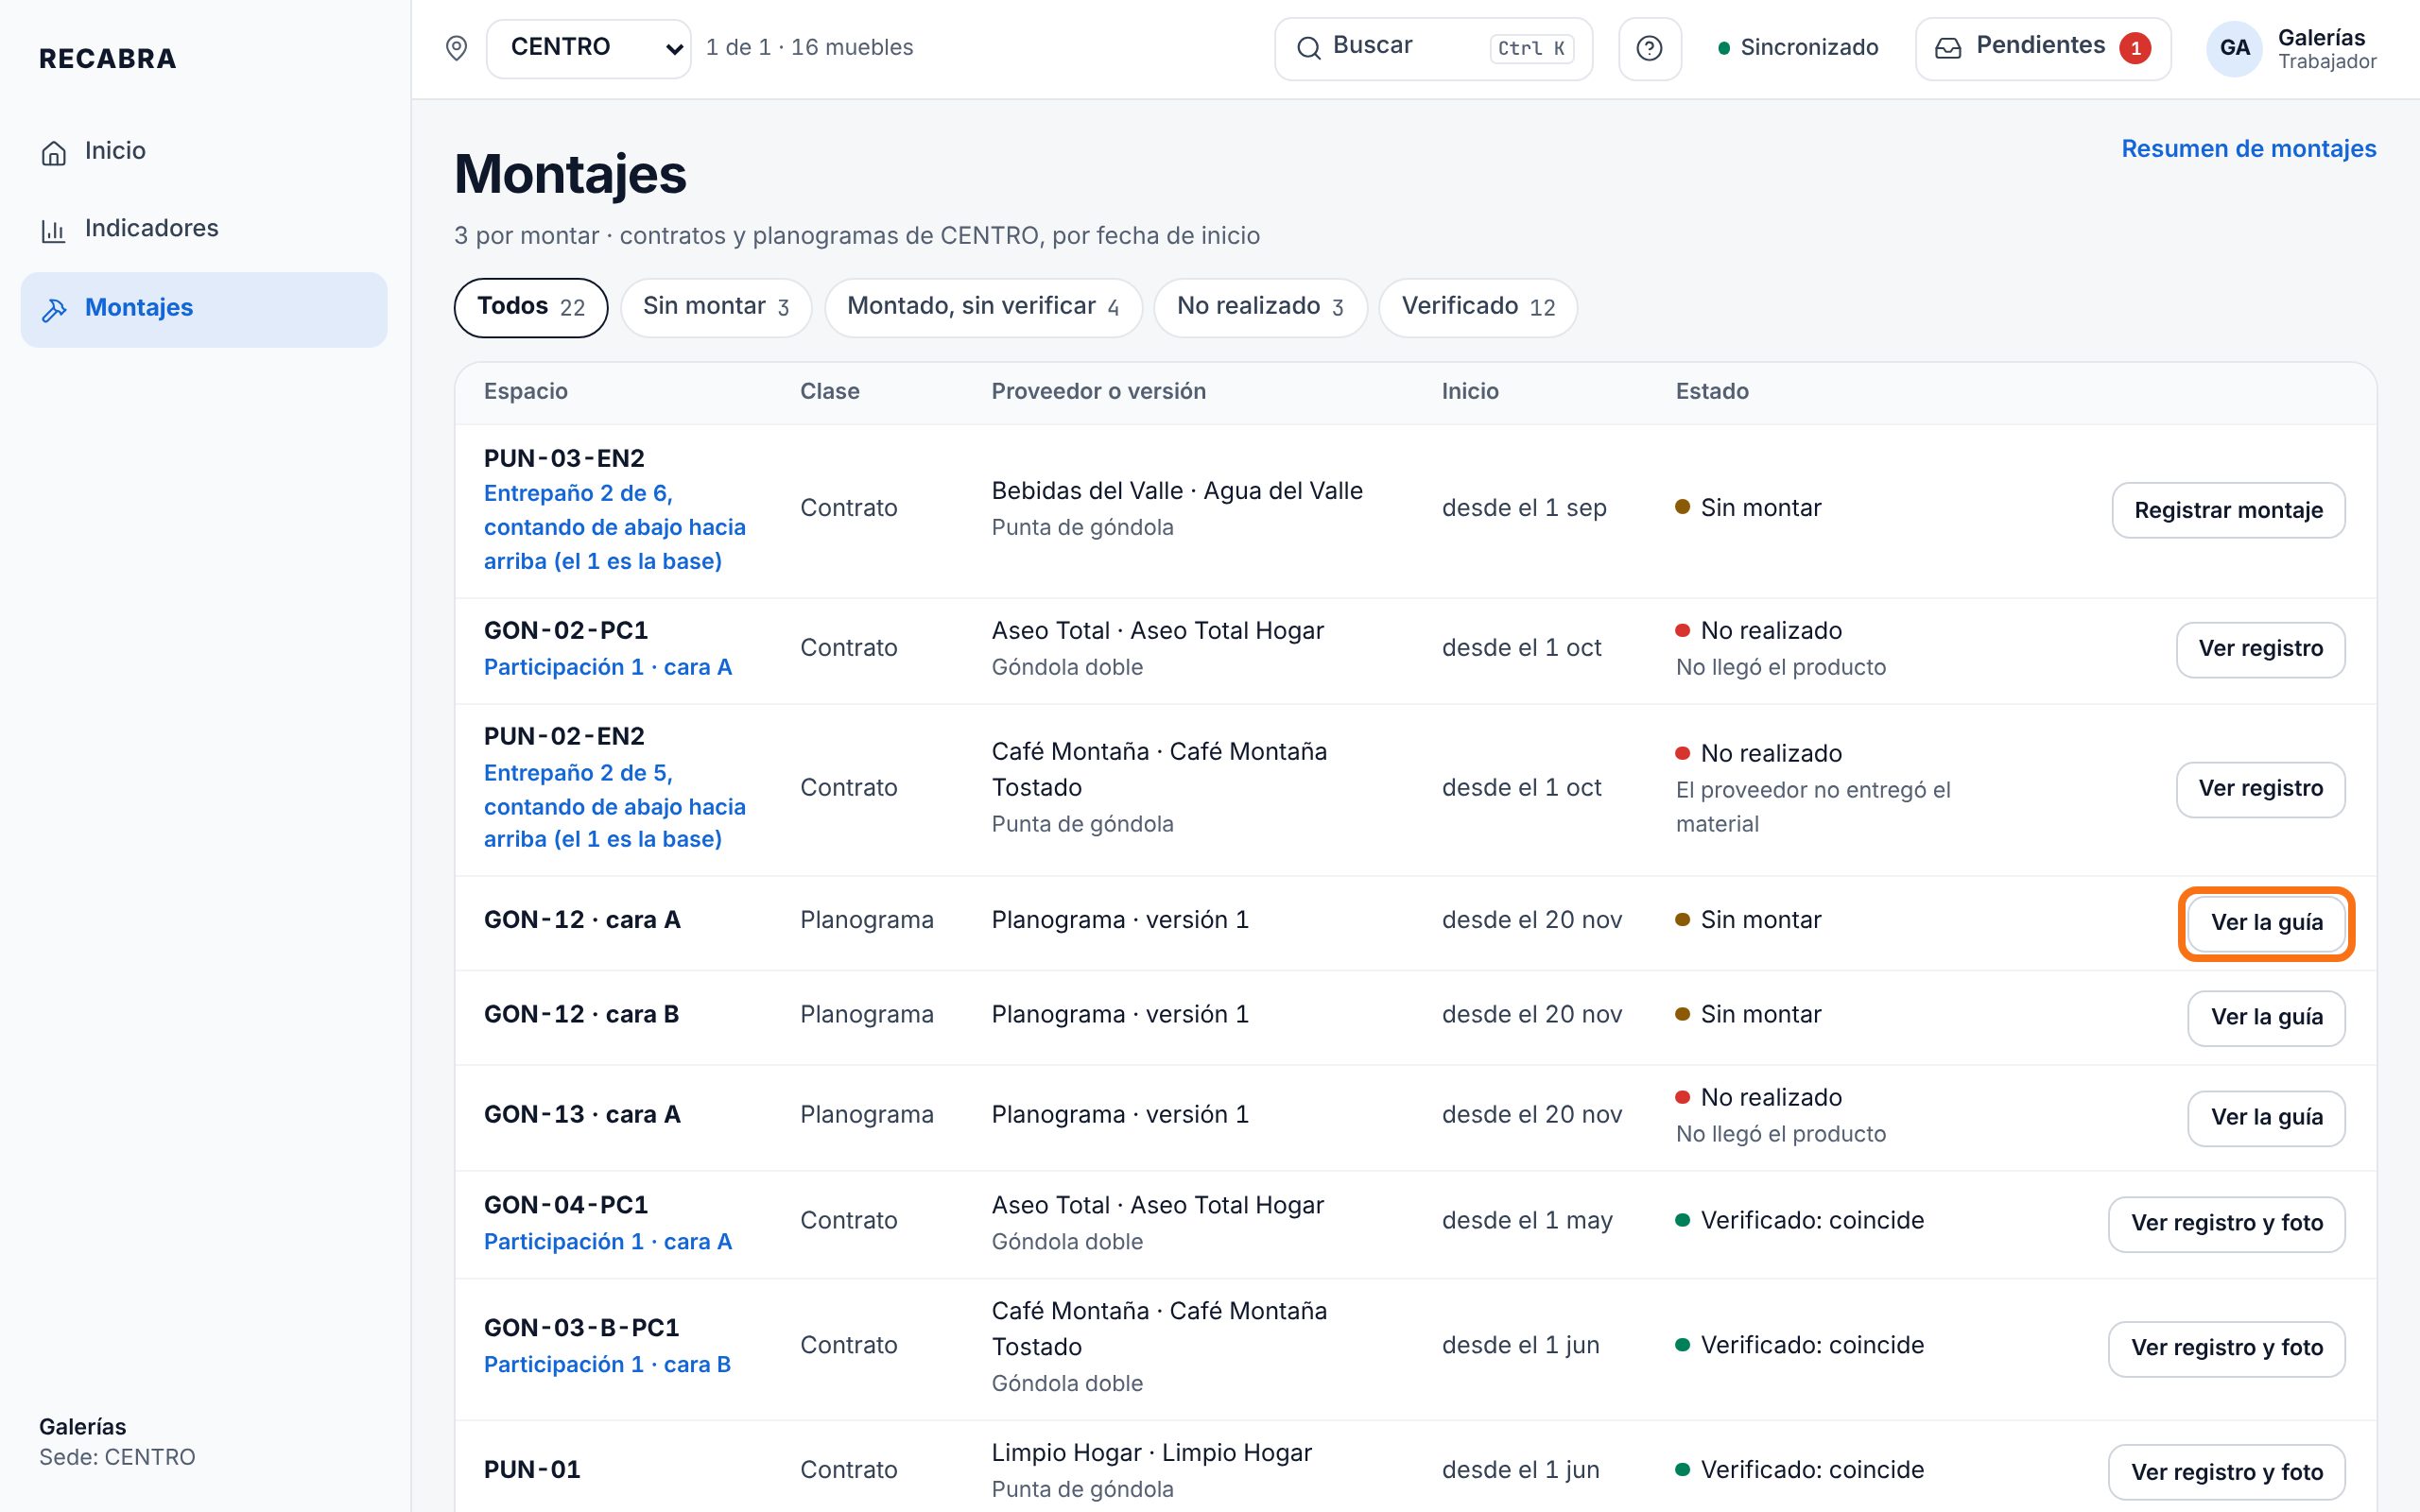 RECABRA
CENTRO
1 de 1 · 16 muebles
Buscar
Ctrl K
Sincronizado
Pendientes 1
GA
Galerías
Trabajador
Inicio
Indicadores
Montajes
Montajes
Resumen de montajes
3 por montar · contratos y planogramas de CENTRO, por fecha de inicio
Todos 22
Sin montar 3
Montado, sin verificar 4
No realizado 3
Verificado 12
Espacio
Clase
Proveedor o versión
Inicio
Estado
PUN-03-EN2
Entrepaño 2 de 6,
contando de abajo hacia
arriba (el 1 es la base)
Contrato
Bebidas del Valle · Agua del Valle
Punta de góndola
desde el 1 sep
Sin montar
Registrar montaje
GON-02-PC1
Participación 1 · cara A
Contrato
Aseo Total · Aseo Total Hogar
Góndola doble
desde el 1 oct
No realizado
No llegó el producto
Ver registro
PUN-02-EN2
Entrepaño 2 de 5,
contando de abajo hacia
arriba (el 1 es la base)
Contrato
Café Montaña · Café Montaña
Tostado
Punta de góndola
desde el 1 oct
No realizado
El proveedor no entregó el
material
Ver registro
GON-12 · cara A
Planograma
Planograma · versión 1
desde el 20 nov
Sin montar
Ver la guía
GON-12 · cara B
Planograma
Planograma · versión 1
desde el 20 nov
Sin montar
Ver la guía
GON-13 · cara A
Planograma
Planograma · versión 1
desde el 20 nov
No realizado
No llegó el producto
Ver la guía
GON-04-PC1
Participación 1 · cara A
Contrato
Aseo Total · Aseo Total Hogar
Góndola doble
desde el 1 may
Verificado: coincide
Ver registro y foto
GON-03-B-PC1
Participación 1 · cara B
Contrato
Café Montaña · Café Montaña
Tostado
Góndola doble
desde el 1 jun
Verificado: coincide
Ver registro y foto
PUN-01
Contrato
Limpio Hogar · Limpio Hogar
Punta de góndola
desde el 1 jun
Verificado: coincide
Ver registro y foto
Galerías
Sede: CENTRO